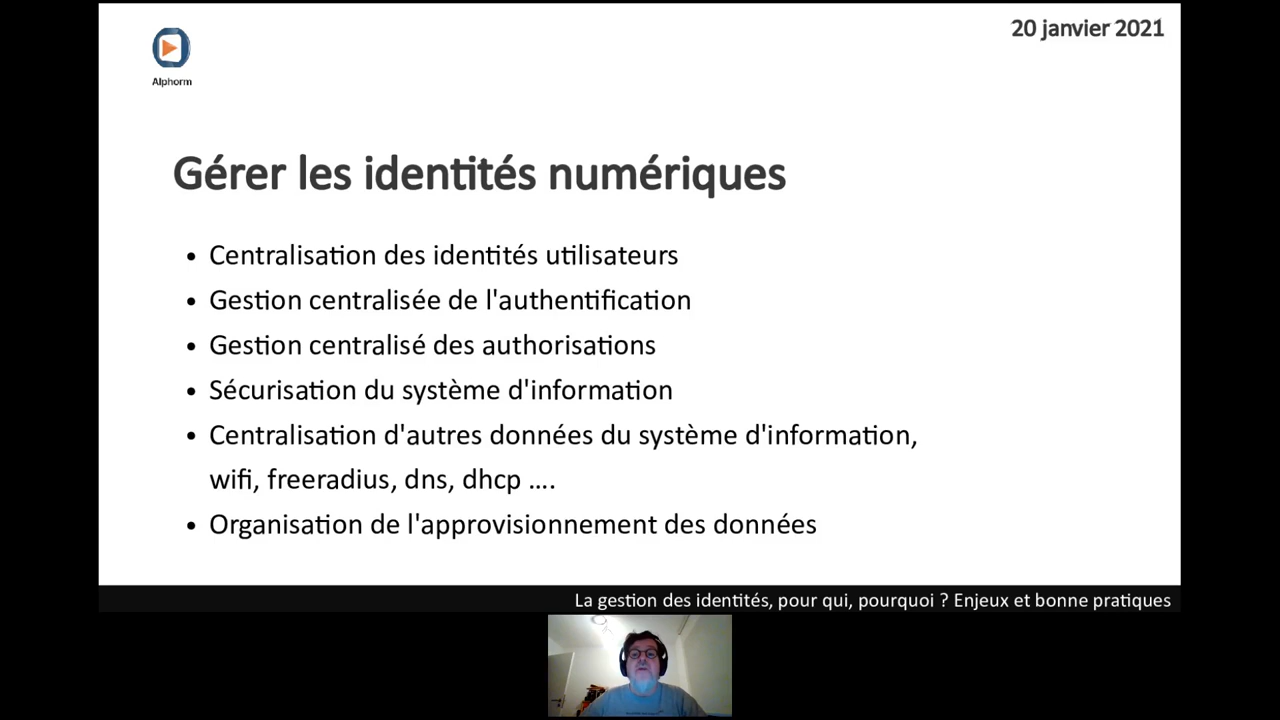 20 janvier 2021
Alphorm
Gérer les identités numériques
• Centralisation des identités utilisateurs
• Gestion centralisée de l'authentification
• Gestion centralisé des authorisations
• Sécurisation du système d'information
• Centralisation d'autres données du système d'information,
wifi, freeradius, dns, dhcp ....
• Organisation de l'approvisionnement des données
La gestion des identités, pour qui, pourquoi ? Enjeux et bonne pratiques